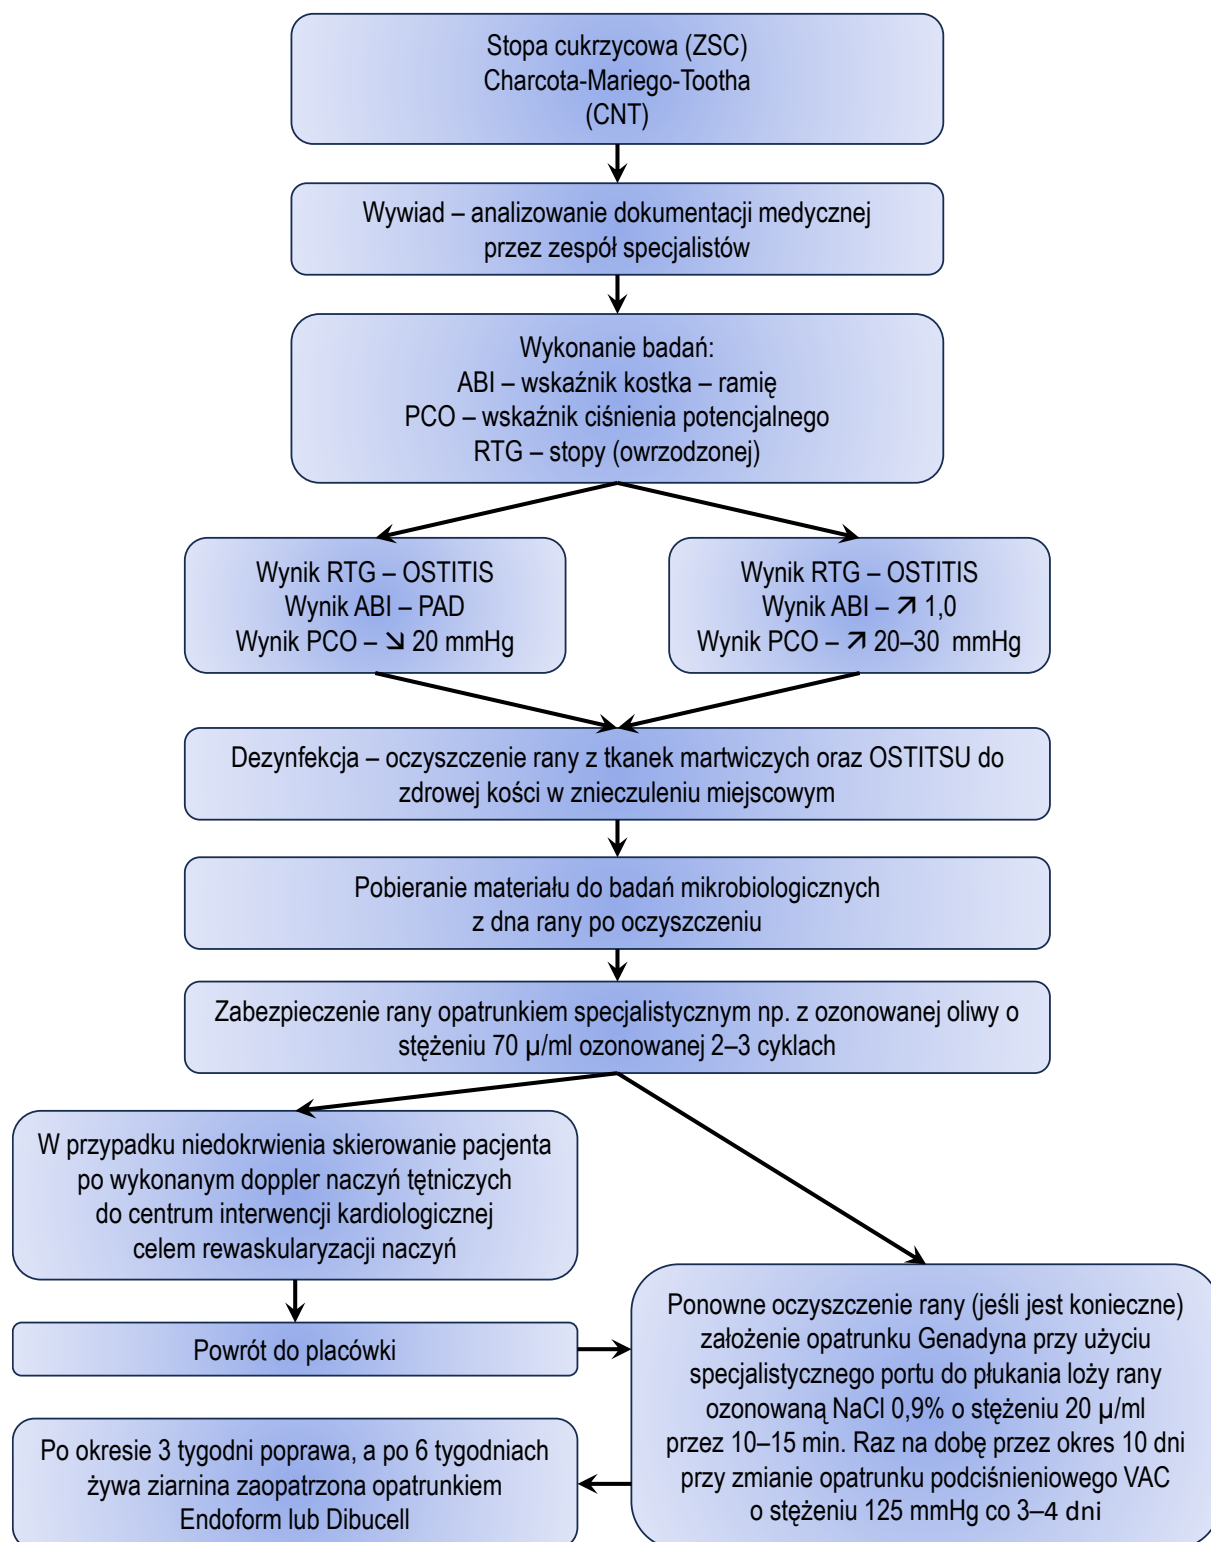 Stopa cukrzycowa (ZSC)
Charcota-Mariego-Tootha
(CNT)
Wywiad – analizowanie dokumentacji medycznej
przez zespół specjalistów
Wykonanie badań:
ABI – wskaźnik kostka – ramię
PCO – wskaźnik ciśnienia potencjalnego
RTG – stopy (owrzodzonej)
Wynik RTG – OSTITIS
Wynik ABI – PAD
Wynik PCO – ↘ 20 mmHg
Wynik RTG – OSTITIS
Wynik ABI – ↗ 1,0
Wynik PCO – ↗ 20–30 mmHg
Dezynfekcja – oczyszczenie rany z tkanek martwiczych oraz OSTITSU do
zdrowej kości w znieczuleniu miejscowym
Pobieranie materiału do badań mikrobiologicznych
z dna rany po oczyszczeniu
Zabezpieczenie rany opatrunkiem specjalistycznym np. z ozonowanej oliwy o
stężeniu 70 µ/ml ozonowanej 2–3 cyklach
W przypadku niedokrwienia skierowanie pacjenta
po wykonanym doppler naczyń tętniczych
do centrum interwencji kardiologicznej
celem rewaskularyzacji naczyń
Powrót do placówki
Ponowne oczyszczenie rany (jeśli jest konieczne)
założenie opatrunku Genadyna przy użyciu
specjalistycznego portu do płukania loży rany
ozonowaną NaCl 0,9% o stężeniu 20 µ/ml
przez 10–15 min. Raz na dobę przez okres 10 dni
przy zmianie opatrunku podciśnieniowego VAC
o stężeniu 125 mmHg co 3–4 dni
Po okresie 3 tygodni poprawa, a po 6 tygodniach
żywa ziarnina zaopatrzona opatrunkiem
Endoform lub Dibucell